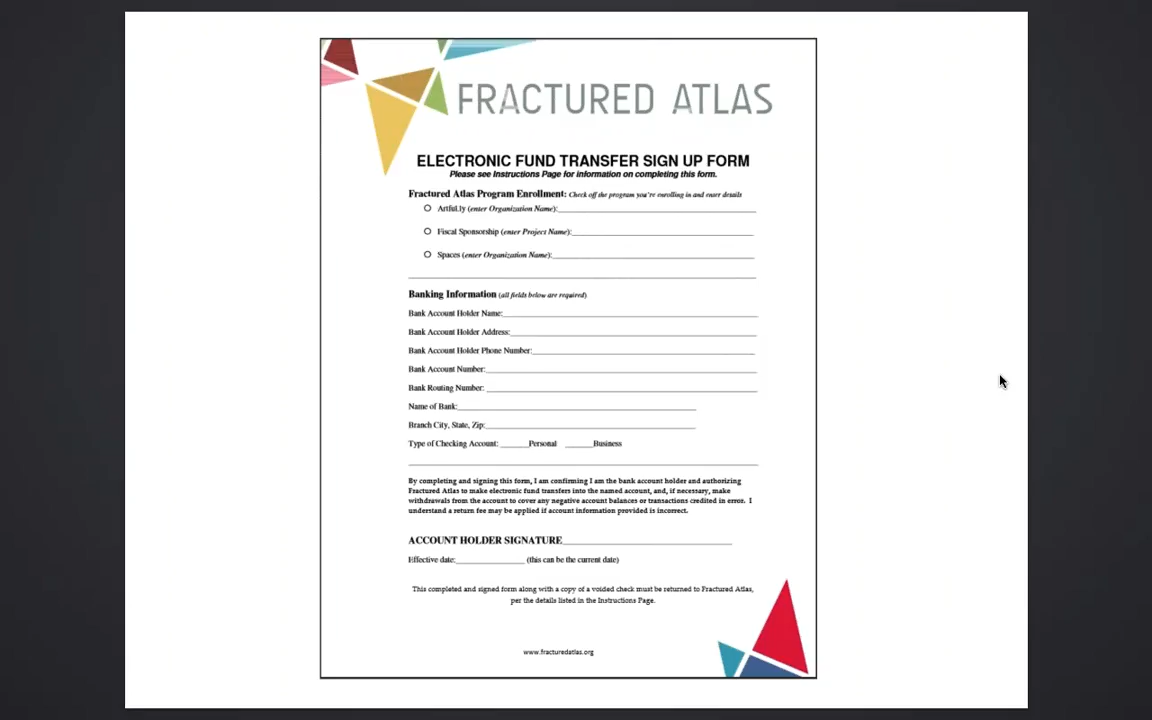 FRACTURED ATLAS
ELECTRONIC FUND TRANSFER SIGN UP FORM
Please see Instructions Page for information on completing this form.
Fractured Atlas Program Enrollment: Check off the program you're enrolling in and enter details
Artful.ly (enter Organization Name):
Fiscal Sponsorship (enter Project Name):
Spaces (enter Organization Name):
Banking Information (all fields below are required)
Bank Account Holder Name:
Bank Account Holder Address:
Bank Account Holder Phone Number:
Bank Account Number:
Bank Routing Number:
Name of Bank:
Branch City, State, Zip:
Type of Checking Account: ______Personal ______Business
By completing and signing this form, I am confirming I am the bank account holder and authorizing
Fractured Atlas to make electronic fund transfers into the named account, and, if necessary, make
withdrawals from the account to cover any negative account balances or transactions credited in error. I
understand a return fee may be applied if account information provided is incorrect.
ACCOUNT HOLDER SIGNATURE
Effective date:______________ (this can be the current date)
This completed and signed form along with a copy of a voided check must be returned to Fractured Atlas,
per the details listed in the Instructions Page.
www.fracturedatlas.org